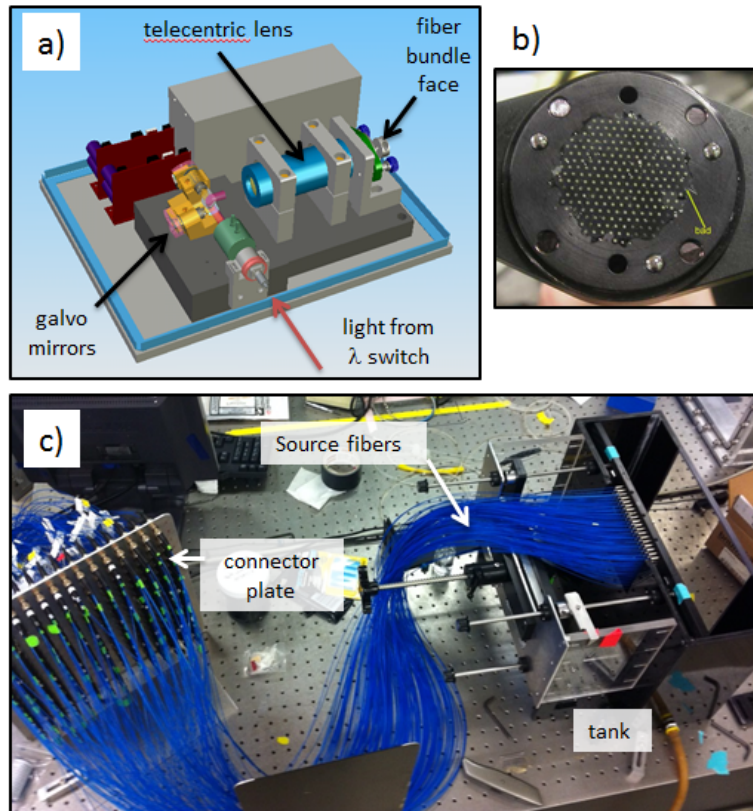 a)
telecentric lens
fiber
bundle
face
galvo
mirrors
light from
λ switch
b)
bad
c)
Source fibers
connector
plate
tank